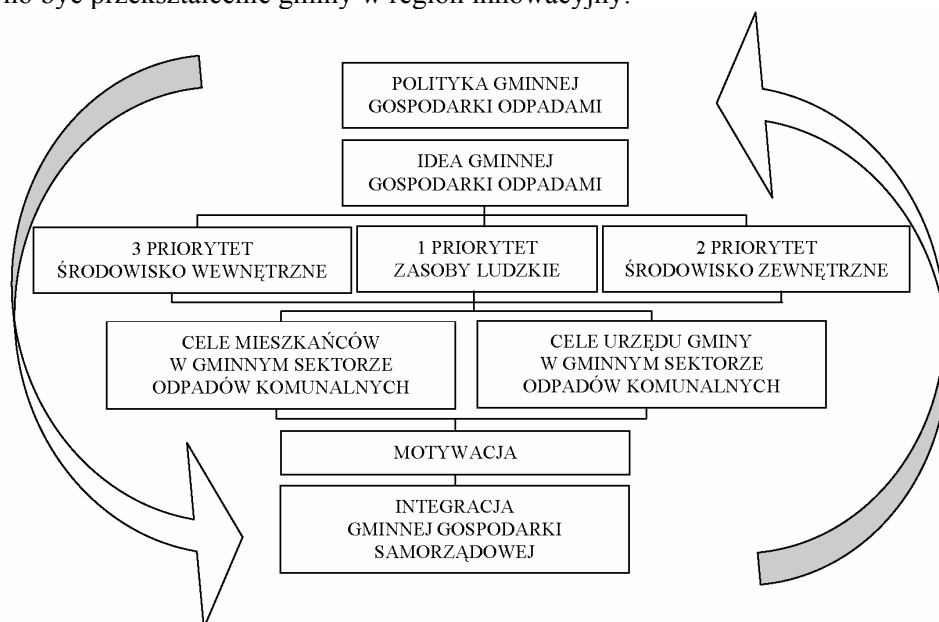 no być przekształcenie gminy w region innowacyjny.
POLITYKA GMINNEJ
GOSPODARKI ODPADAMI
IDEA GMINNEJ
GOSPODARKI ODPADAMI
3 PRIORYTET
ŚRODOWISKO WEWNĘTRZNE
1 PRIORYTET
ZASOBY LUDZKIE
2 PRIORYTET
ŚRODOWISKO ZEWNĘTRZNE
CELE MIESZKAŃCÓW
W GMINNYM SEKTORZE
ODPADÓW KOMUNALNYCH
CELE URZĘDU GMINY
W GMINNYM SEKTORZE
ODPADÓW KOMUNALNYCH
MOTYWACJA
INTEGRACJA
GMINNEJ GOSPODARKI
SAMORZĄDOWEJ